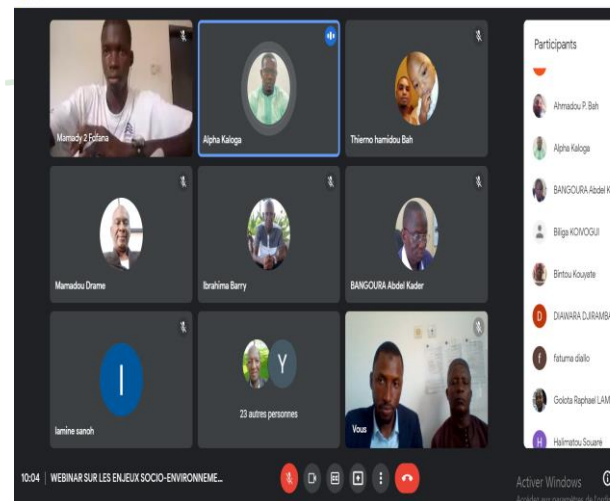 Mamady 2 Fofana
Alpha Kaloga
Thierno hamidou Bah
Mamadou Drame
Ibrahima Barry
BANGOURA Abdel Kader
I
lamine sanoh
Y
23 autres personnes
Vous
10:04 | WEBINAR SUR LES ENJEUX SOCIO-ENVIRONNEME...
Participants
Ahmadou P. Bah
Alpha Kaloga
BANGOURA Abdel K
Biliga KOIVOGUI
Bintou Kouyete
D
DIAWARA DJIRAMBA
f
fatuma diallo
Golota Raphael LAM
H
Halimatou Souaré
Activer Windows